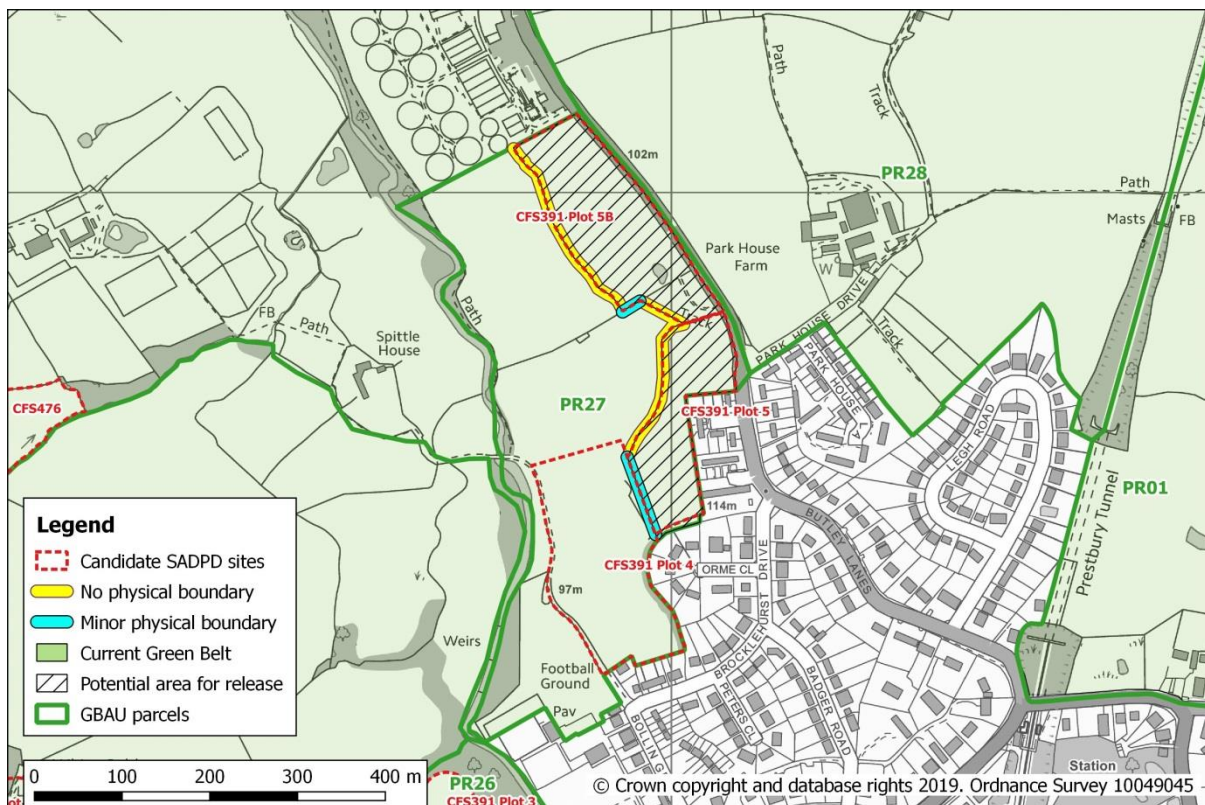 Path
Track
102m
PR28
Path
Masts
FB
CFS391 Plot 5B
Park House
Farm
W
Path
FB
Path
Spittle
House
Track
PARK HOUSE DRIVE
Track
PARK HOUSE LA
CFS476
PR27
CFS391 Plot 5
LEGH ROAD
PR01
Prestbury Tunnel
114m
BUTLEY LANES
ORME CL
CFS391 Plot 4
97m
BROCKLEHURST DRIVE
Weirs
Football
Ground
Pav
PETERS CL
BADGER ROAD
BOLLIN G
Station
PR26
CFS391 Plot 3
Legend
Candidate SADPD sites
No physical boundary
Minor physical boundary
Current Green Belt
Potential area for release
GBAU parcels
0 100 200 300 400 m
© Crown copyright and database rights 2019. Ordnance Survey 10049045